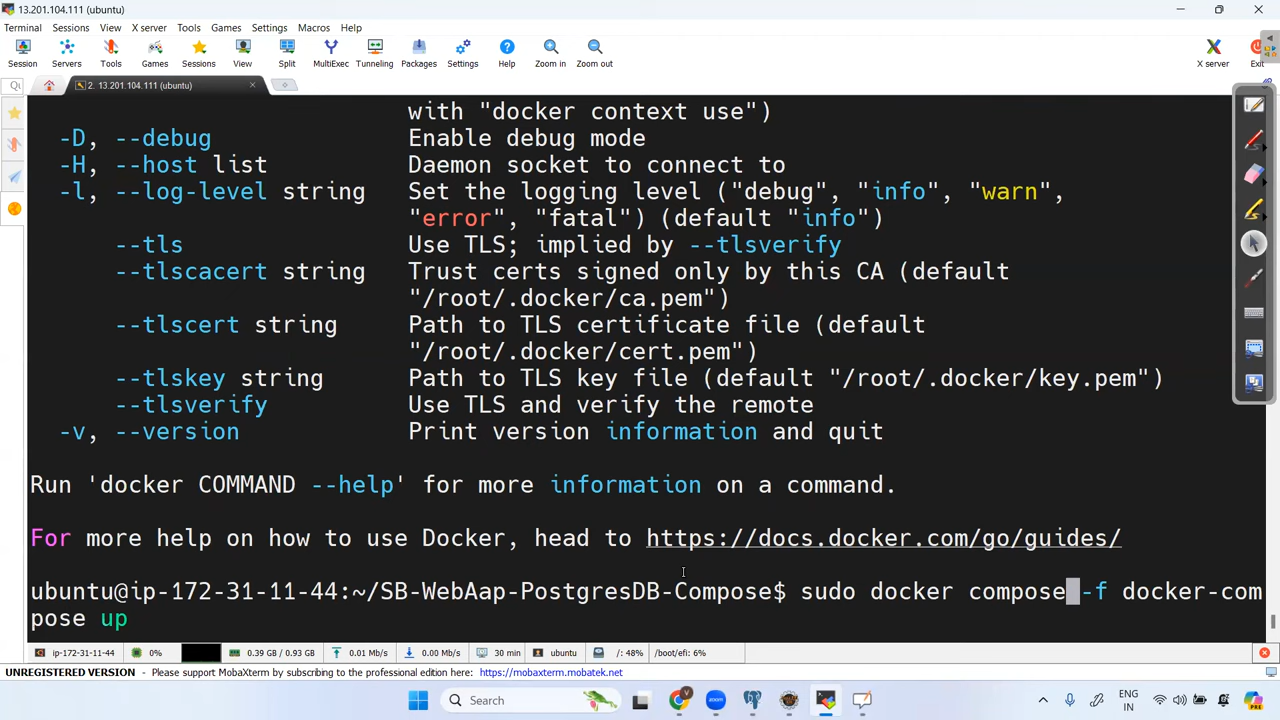 13.201.104.111 (ubuntu)
Terminal Sessions View X server Tools Games Settings Macros Help
Session Servers Tools Games Sessions View Split MultiExec Tunneling Packages Settings Help Zoom in Zoom out X server Exit
2. 13.201.104.111 (ubuntu)
with "docker context use")
-D, --debug Enable debug mode
-H, --host list Daemon socket to connect to
-l, --log-level string Set the logging level ("debug", "info", "warn",
"error", "fatal") (default "info")
--tls Use TLS; implied by --tlsverify
--tlscacert string Trust certs signed only by this CA (default
"/root/.docker/ca.pem")
--tlscert string Path to TLS certificate file (default
"/root/.docker/cert.pem")
--tlskey string Path to TLS key file (default "/root/.docker/key.pem")
--tlsverify Use TLS and verify the remote
-v, --version Print version information and quit
Run 'docker COMMAND --help' for more information on a command.
For more help on how to use Docker, head to https://docs.docker.com/go/guides/
ubuntu@ip-172-31-11-44:~/SB-WebAap-PostgresDB-Compose$ sudo docker compose -f docker-com
pose up
ip-172-31-11-44 0% 0.39 GB / 0.93 GB 0.01 Mb/s 0.00 Mb/s 30 min ubuntu /: 48% /boot/efi: 6%
UNREGISTERED VERSION - Please support MobaXterm by subscribing to the professional edition here: https://mobaxterm.mobatek.net
Search ENG
IN